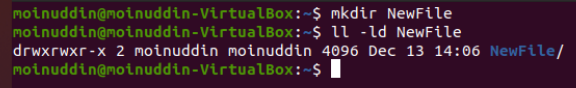 moinuddin@moinuddin-VirtualBox:~$ mkdir NewFile
moinuddin@moinuddin-VirtualBox:~$ ll -ld NewFile
drwxrwxr-x 2 moinuddin moinuddin 4096 Dec 13 14:06 NewFile/
moinuddin@moinuddin-VirtualBox:~$